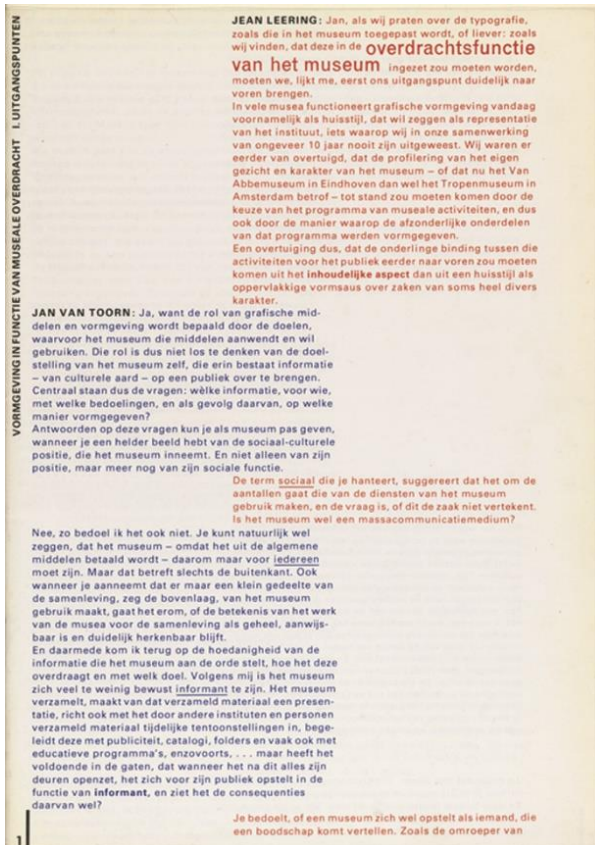 VORMGEVING IN FUNCTIE VAN MUSEALE OVERDRACHT I. UITGANGSPUNTEN
JEAN LEERING: Jan, als wij praten over de typografie,
zoals die in het museum toegepast wordt, of liever: zoals
wij vinden, dat deze in de overdrachtsfunctie
van het museum ingezet zou moeten worden,
moeten we, lijkt me, eerst ons uitgangspunt duidelijk naar
voren brengen.
In vele musea functioneert grafische vormgeving vandaag
voornamelijk als huisstijl, dat wil zeggen als representatie
van het instituut, iets waarop wij in onze samenwerking
van ongeveer 10 jaar nooit zijn uitgeweest. Wij waren er
eerder van overtuigd, dat de profilering van het eigen
gezicht en karakter van het museum – of dat nu het Van
Abbemuseum in Eindhoven dan wel het Tropenmuseum in
Amsterdam betrof – tot stand zou moeten komen door de
keuze van het programma van museale activiteiten, en dus
ook door de manier waarop de afzonderlijke onderdelen
van dat programma werden vormgegeven.
Een overtuiging dus, dat de onderlinge binding tussen die
activiteiten voor het publiek eerder naar voren zou moeten
komen uit het inhoudelijke aspect dan uit een huisstijl als
oppervlakkige vormsaus over zaken van soms heel divers
karakter.
JAN VAN TOORN: Ja, want de rol van grafische mid-
delen en vormgeving wordt bepaald door de doelen,
waarvoor het museum die middelen aanwendt en wil
gebruiken. Die rol is dus niet los te denken van de doel-
stelling van het museum zelf, die erin bestaat informatie
– van culturele aard – op een publiek over te brengen.
Centraal staan dus de vragen: wèlke informatie, voor wie,
met welke bedoelingen, en als gevolg daarvan, op welke
manier vormgegeven?
Antwoorden op deze vragen kun je als museum pas geven,
wanneer je een helder beeld hebt van de sociaal-culturele
positie, die het museum inneemt. En niet alleen van zijn
positie, maar meer nog van zijn sociale functie.
De term sociaal die je hanteert, suggereert dat het om de
aantallen gaat die van de diensten van het museum
gebruik maken, en de vraag is, of dit de zaak niet vertekent.
Is het museum wel een massacommunicatiemedium?
Nee, zo bedoel ik het ook niet. Je kunt natuurlijk wel
zeggen, dat het museum – omdat het uit de algemene
middelen betaald wordt – daarom maar voor iedereen
moet zijn. Maar dat betreft slechts de buitenkant. Ook
wanneer je aanneemt dat er maar een klein gedeelte van
de samenleving, zeg de bovenlaag, van het museum
gebruik maakt, gaat het erom, of de betekenis van het werk
van de musea voor de samenleving als geheel, aanwijs-
baar is en duidelijk herkenbaar blijft.
En daarmede kom ik terug op de hoedanigheid van de
informatie die het museum aan de orde stelt, hoe het deze
overdraagt en met welk doel. Volgens mij is het museum
zich veel te weinig bewust informant te zijn. Het museum
verzamelt, maakt van dat verzameld materiaal een presen-
tatie, richt ook met het door andere instituten en personen
verzameld materiaal tijdelijke tentoonstellingen in, bege-
leidt deze met publiciteit, catalogi, folders en vaak ook met
educatieve programma's, enzovoorts, . . . maar heeft het
voldoende in de gaten, dat wanneer het na dit alles zijn
deuren openzet, het zich voor zijn publiek opstelt in de
functie van informant, en ziet het de consequenties
daarvan wel?
Je bedoelt, of een museum zich wel opstelt als iemand, die
een boodschap komt vertellen. Zoals de omroeper van
1